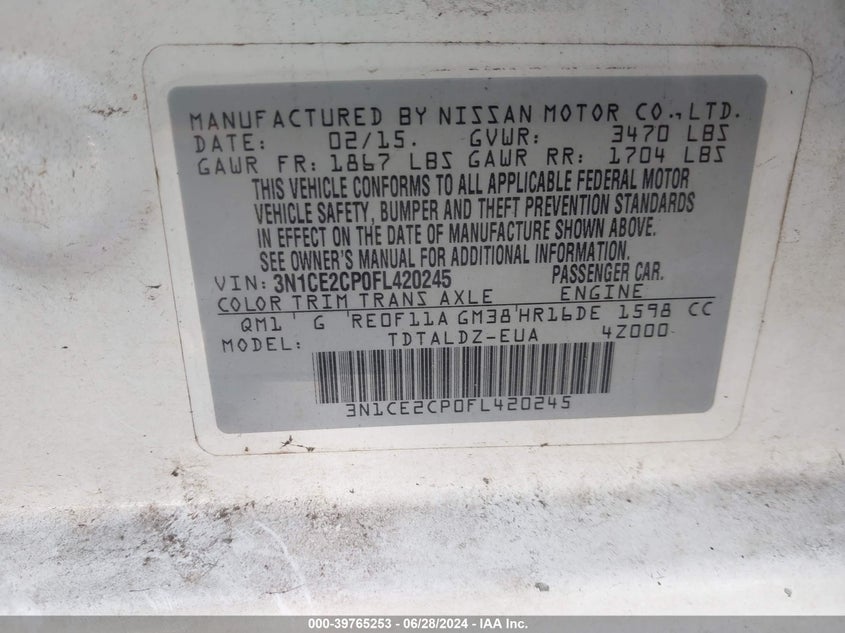 MANUFACTURED BY NISSAN MOTOR CO.,LTD.
DATE: 02/15. GVWR: 3470 LBS
GAWR FR: 1867 LBS GAWR RR: 1704 LBS
THIS VEHICLE CONFORMS TO ALL APPLICABLE FEDERAL MOTOR
VEHICLE SAFETY, BUMPER AND THEFT PREVENTION STANDARDS
IN EFFECT ON THE DATE OF MANUFACTURE SHOWN ABOVE.
SEE OWNER'S MANUAL FOR ADDITIONAL INFORMATION.
VIN: 3N1CE2CP0FL420245 PASSENGER CAR.
COLOR TRIM TRANS AXLE ENGINE
QM1 ' G 'RE0F11A GM38'HR16DE 1598 CC
MODEL: TDTALDZ-EUA 4Z000
3N1CE2CP0FL420245
000-39765253 - 06/28/2024 - IAA Inc.